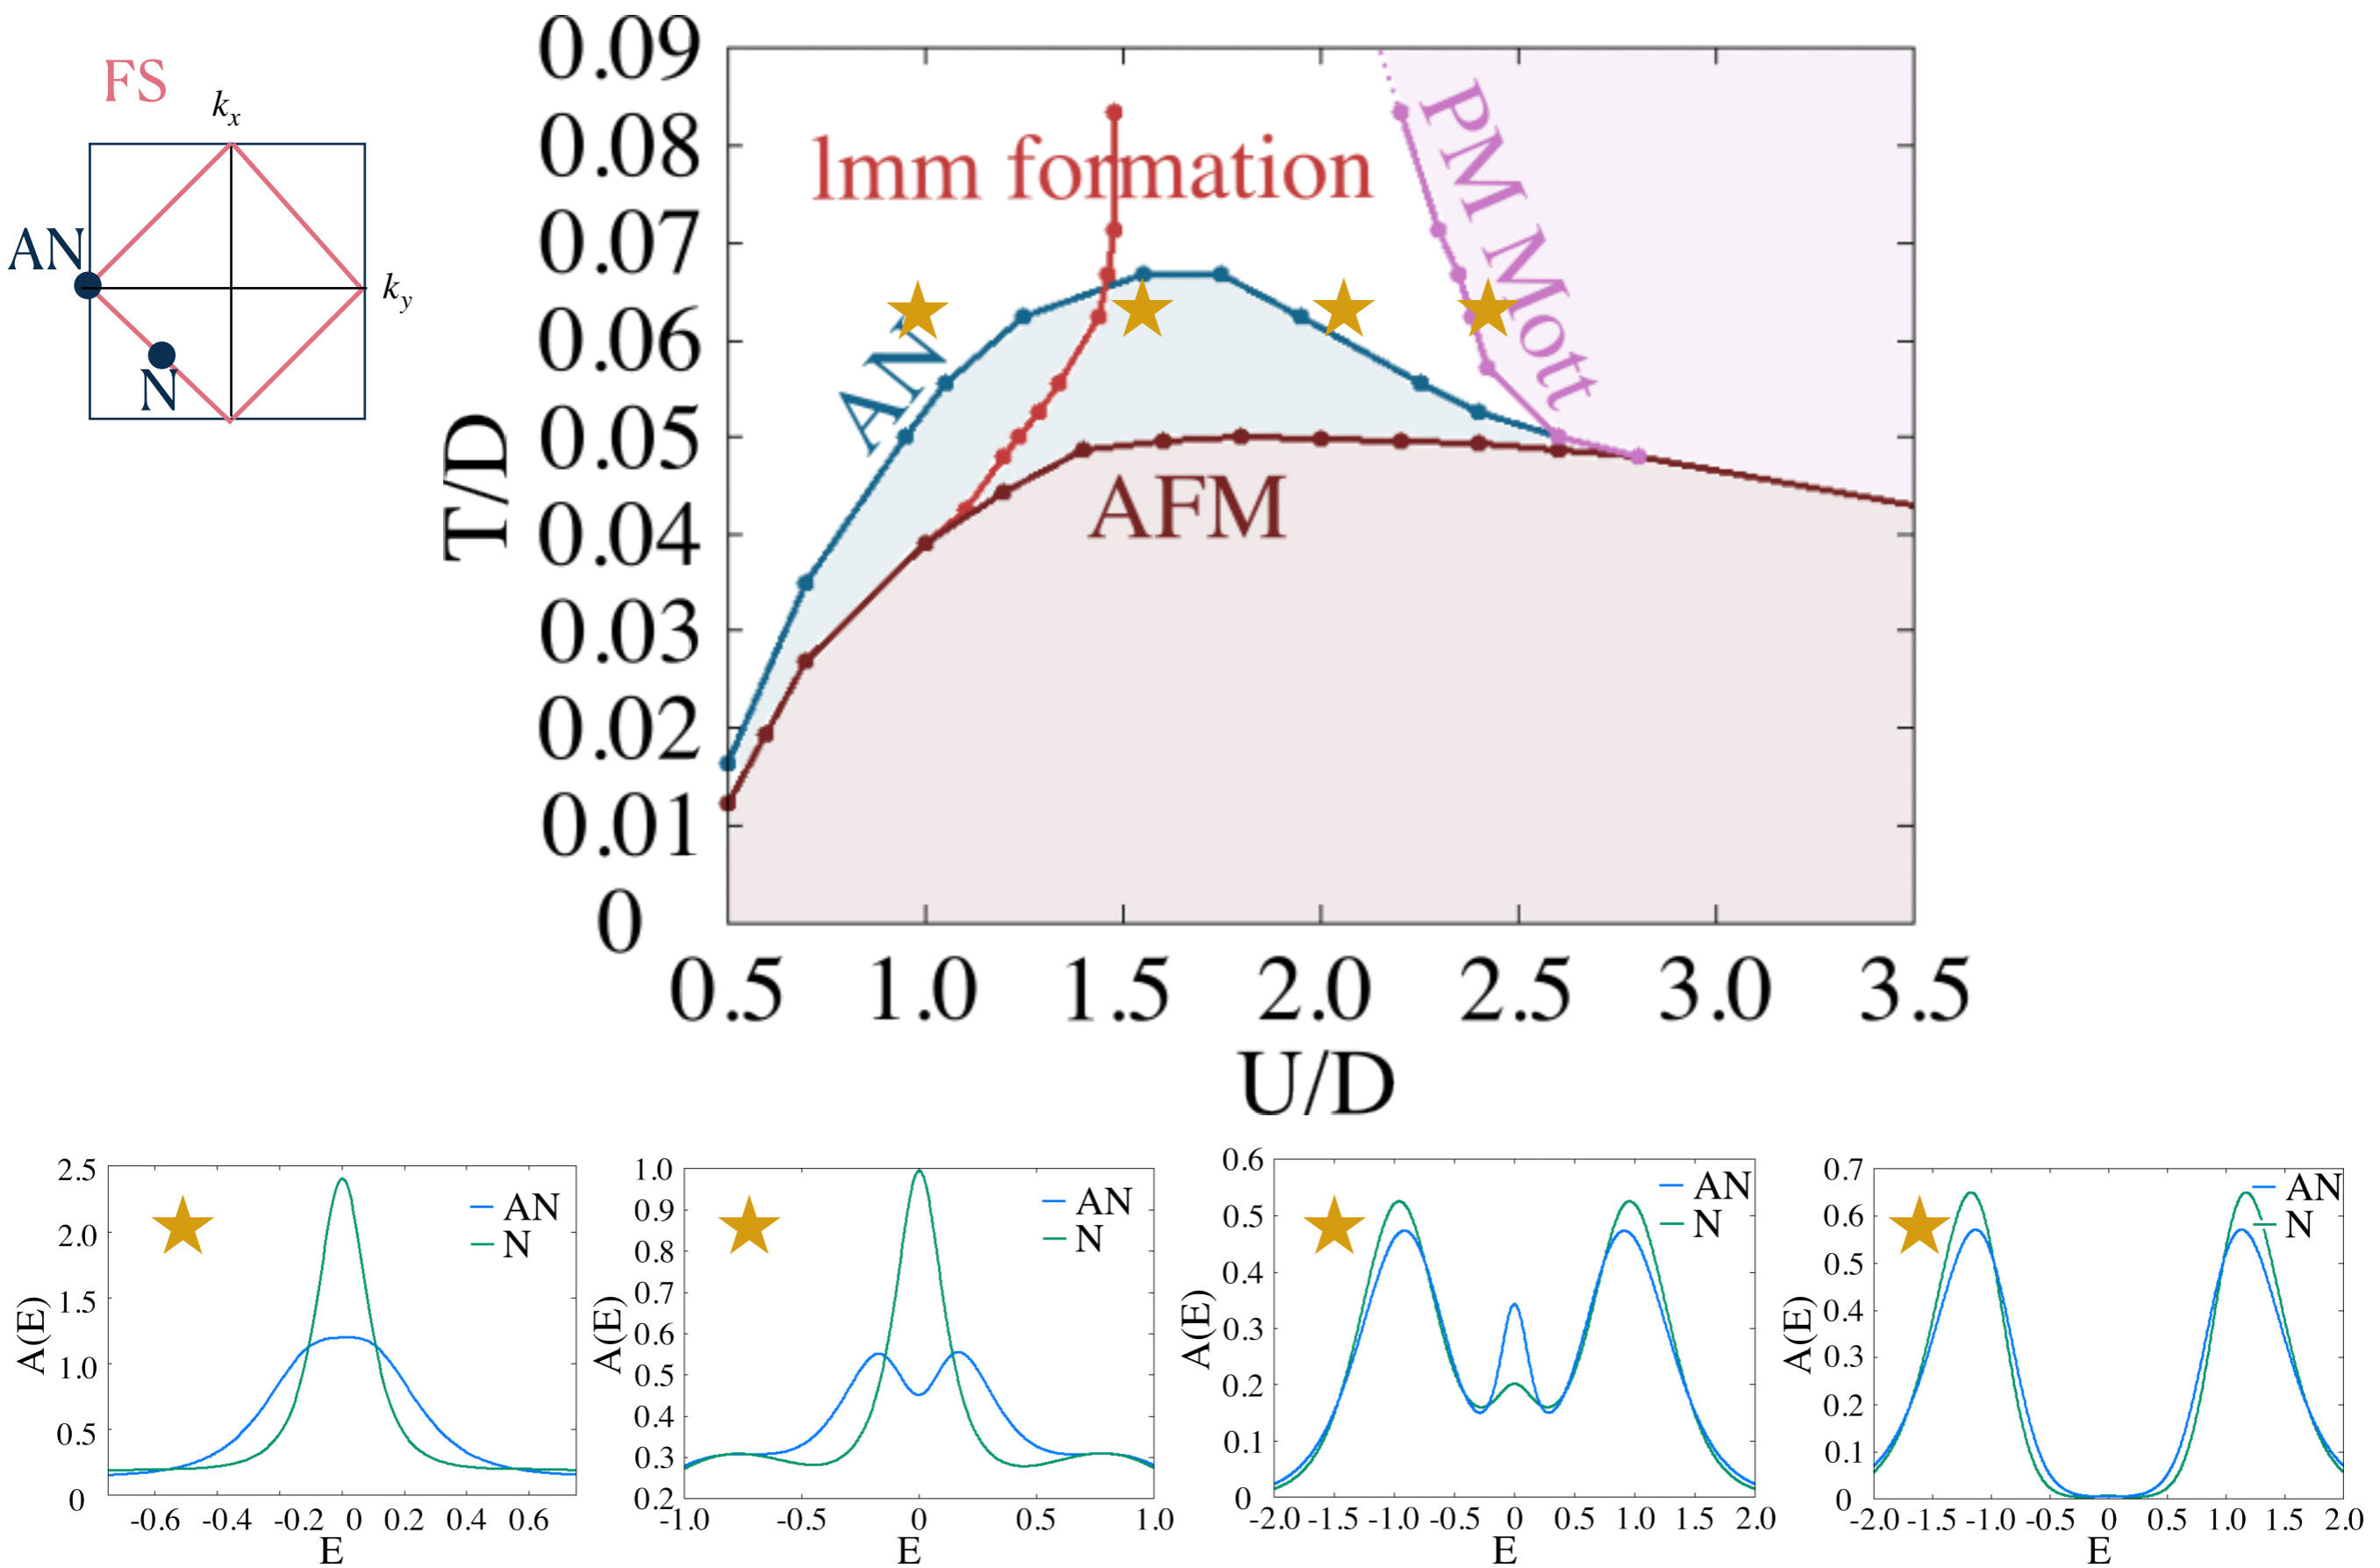 FS
kx
AN
ky
N
0.09
0.08
0.07
0.06
0.05
0.04
0.03
0.02
0.01
0
T/D
lmm formation
PM Mott
AN
AFM
0.5 1.0 1.5 2.0 2.5 3.0 3.5
U/D
2.5
2.0
1.5
1.0
0.5
0
A(E)
AN
N
-0.6 -0.4 -0.2 0 0.2 0.4 0.6
E
1.0
0.9
0.8
0.7
0.6
0.5
0.4
0.3
0.2
A(E)
AN
N
-1.0 -0.5 0 0.5 1.0
E
0.6
0.5
0.4
0.3
0.2
0.1
0
A(E)
AN
N
-2.0 -1.5 -1.0 -0.5 0 0.5 1.0 1.5 2.0
E
0.7
0.6
0.5
0.4
0.3
0.2
0.1
0
A(E)
AN
N
-2.0 -1.5 -1.0 -0.5 0 0.5 1.0 1.5 2.0
E